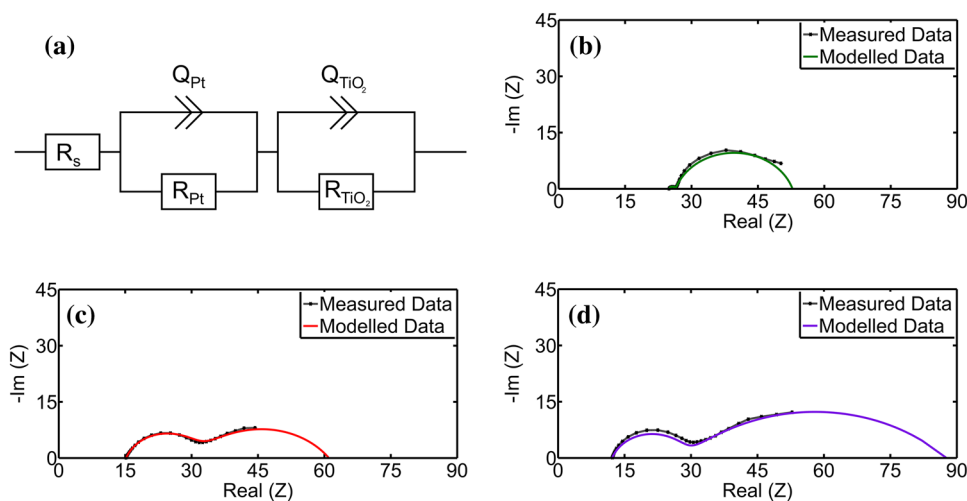 (a)
Q_Pt
Q_TiO₂
R_s
R_Pt
R_TiO₂
(b)
Measured Data
Modelled Data
45
30
15
0
-Im (Z)
0 15 30 45 60 75 90
Real (Z)
(c)
Measured Data
Modelled Data
45
30
15
0
-Im (Z)
0 15 30 45 60 75 90
Real (Z)
(d)
Measured Data
Modelled Data
45
30
15
0
-Im (Z)
0 15 30 45 60 75 90
Real (Z)